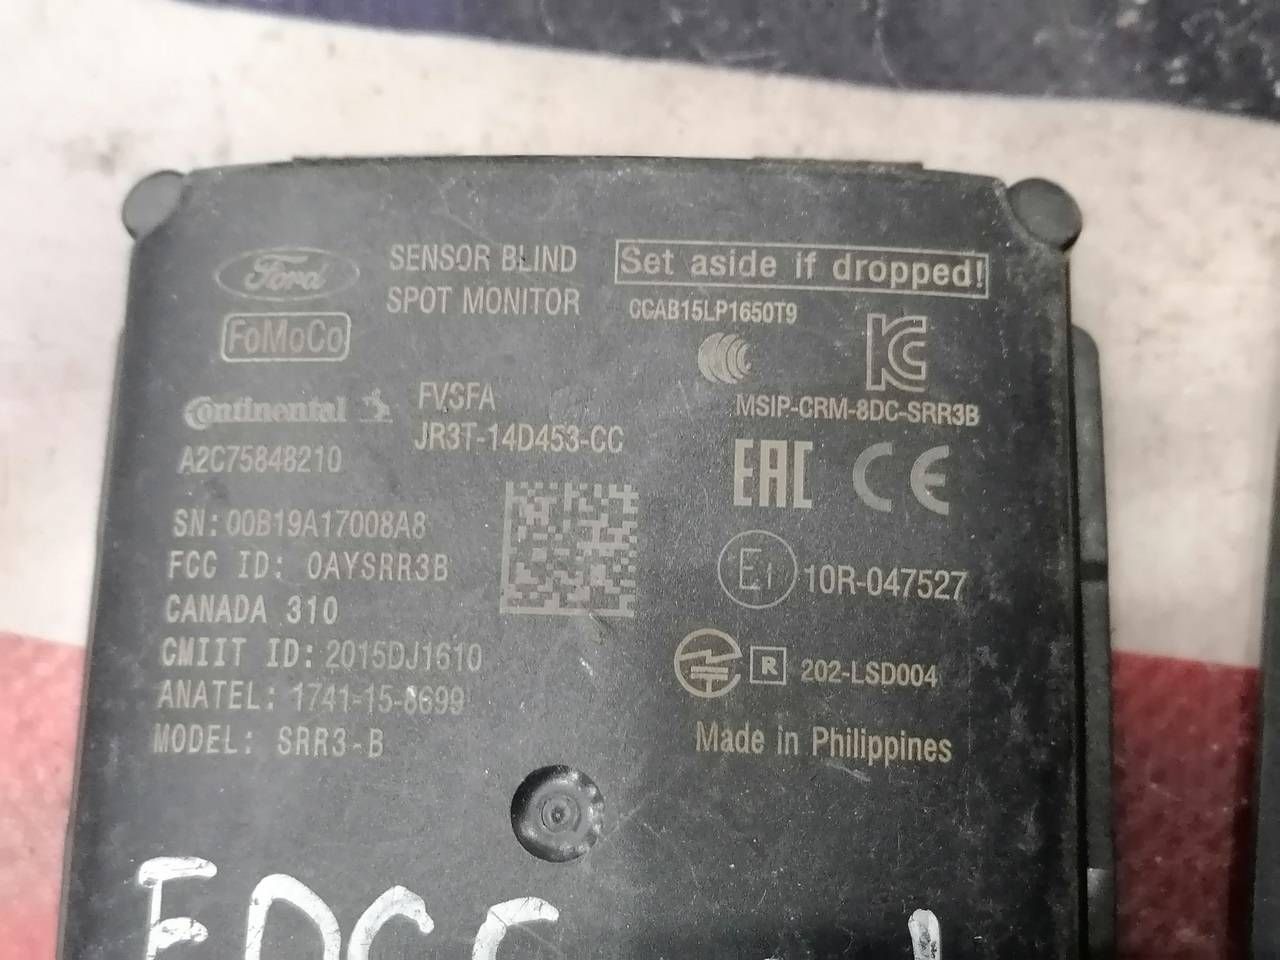 Ford
SENSOR BLIND
SPOT MONITOR
Set aside if dropped!
FoMoCo
CCAB15LP1650T9
Continental
FVSFA
JR3T-14D453-CC
MSIP-CRM-8DC-SRR3B
A2C75848210
EAC CE
SN:00B19A17008A8
FCC ID: OAYSRR3B
E1 10R-047527
CANADA 310
CMIIT ID:2015DJ1610
R 202-LSD004
ANATEL: 1741-15-8699
MODEL: SRR3-B
Made in Philippines